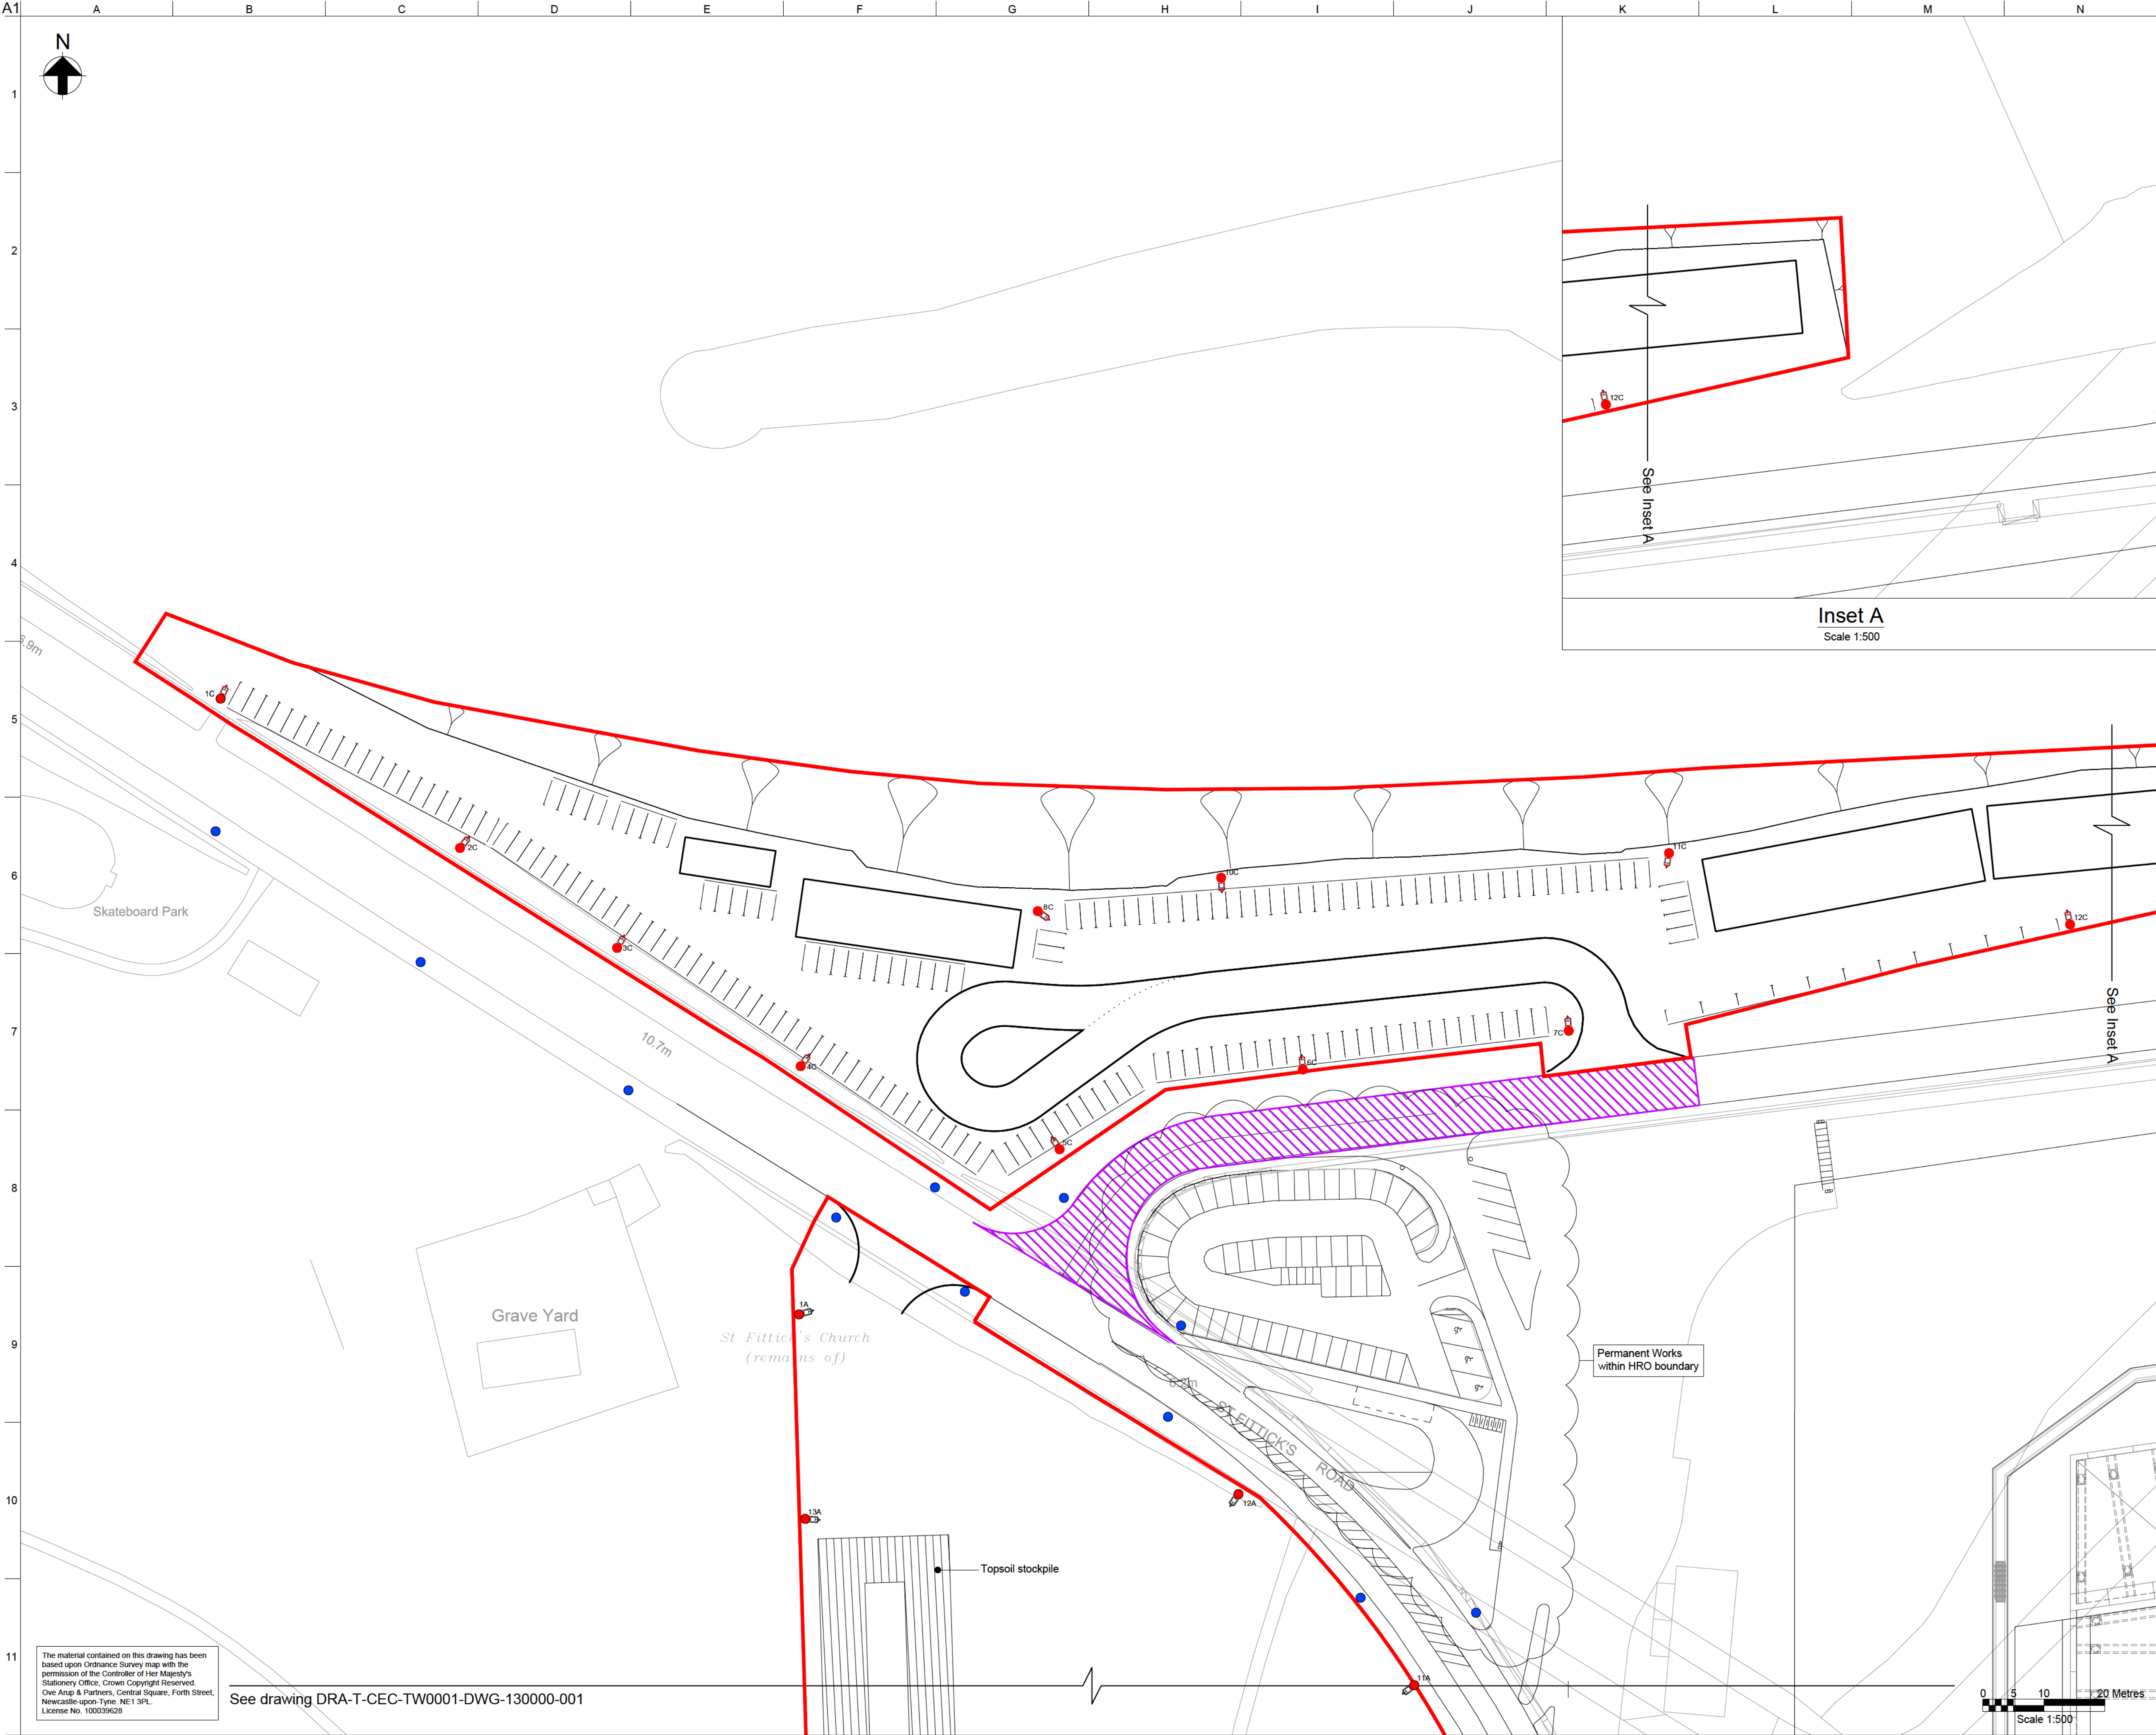 A1 A B C D E F G H I J K L M N
N
1
2
3
4
5
6
7
8
9
10
11
12C
See Inset A
Inset A
Scale 1:500
1C
2C
3C
4C
5C
6C
7C
8C
10C
11C
12C
See Inset A
Skateboard Park
10.7m
Grave Yard
1A
St Fittick's Church
(remains of)
Permanent Works
within HRO boundary
ST FITTICK'S
ROAD
12A
13A
Topsoil stockpile
11A
The material contained on this drawing has been
based upon Ordnance Survey map with the
permission of the Controller of Her Majesty's
Stationery Office, Crown Copyright Reserved.
Ove Arup & Partners, Central Square, Forth Street,
Newcastle-upon-Tyne. NE1 3PL.
License No. 100039628
See drawing DRA-T-CEC-TW0001-DWG-130000-001
0 5 10 20 Metres
Scale 1:500